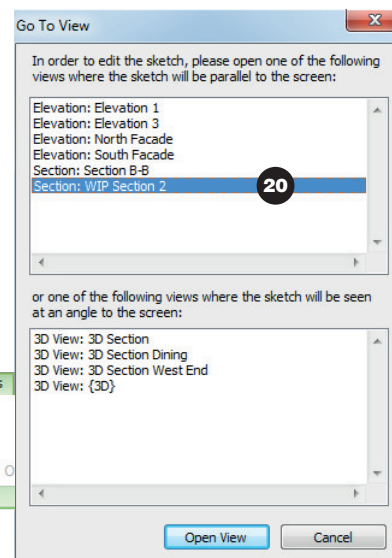 Go To View
X
In order to edit the sketch, please open one of the following
views where the sketch will be parallel to the screen:
Elevation: Elevation 1
Elevation: Elevation 3
Elevation: North Facade
Elevation: South Facade
Section: Section B-B
Section: WIP Section 2
20
or one of the following views where the sketch will be seen
at an angle to the screen:
3D View: 3D Section
3D View: 3D Section Dining
3D View: 3D Section West End
3D View: {3D}
s
O
Open View
Cancel